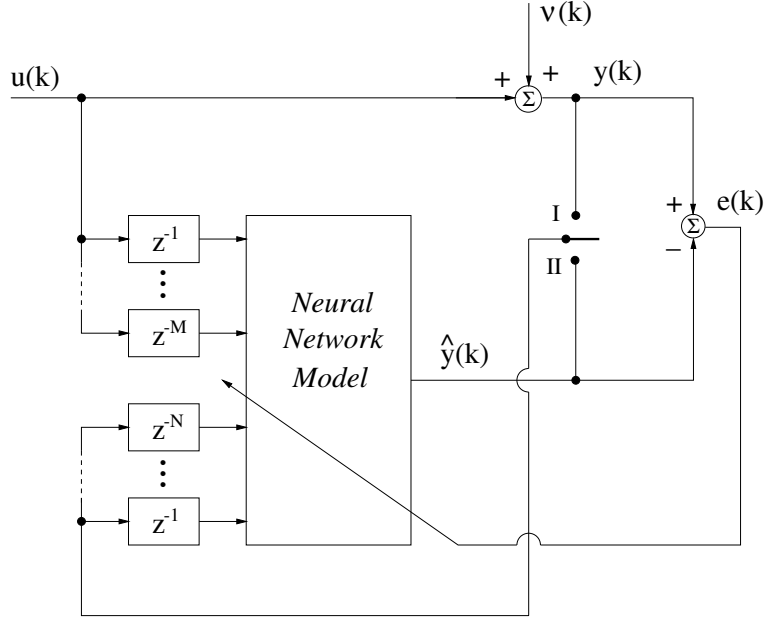 ν(k)
u(k)
+
+
Σ
y(k)
z⁻¹
z⁻ᴹ
Neural
Network
Model
I
II
+
Σ
−
e(k)
ŷ(k)
z⁻ᴺ
z⁻¹